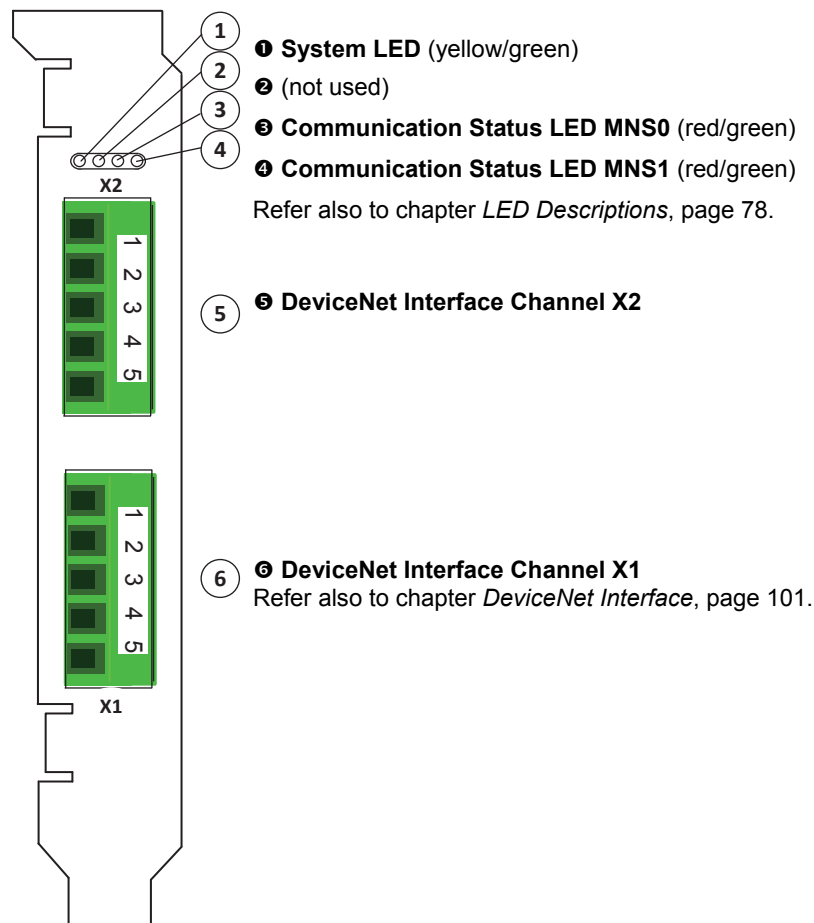 1
❶ System LED (yellow/green)
2
❷ (not used)
3
❸ Communication Status LED MNS0 (red/green)
4
❹ Communication Status LED MNS1 (red/green)
Refer also to chapter LED Descriptions, page 78.
X2
1
2
3
4
5
5
❺ DeviceNet Interface Channel X2
1
2
3
4
5
6
❻ DeviceNet Interface Channel X1
Refer also to chapter DeviceNet Interface, page 101.
X1